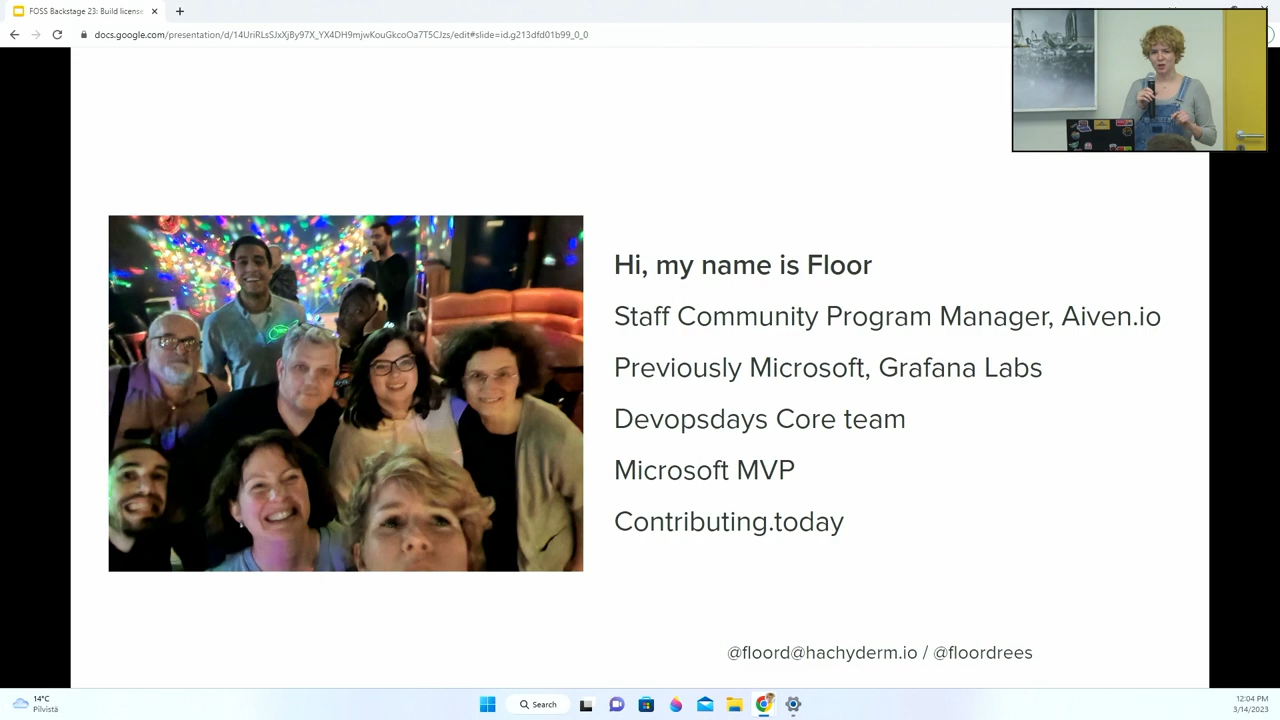 FOSS Backstage 23: Build license
docs.google.com/presentation/d/14UriRLsSJxXjBy97X_YX4DH9mjwKouGkcoOa7T5CJzs/edit#slide=id.g213dfd01b99_0_0
Hi, my name is Floor
Staff Community Program Manager, Aiven.io
Previously Microsoft, Grafana Labs
Devopsdays Core team
Microsoft MVP
Contributing.today
@floord@hachyderm.io / @floordrees
14°C
Pilvistä
Search
12:04 PM
3/14/2023